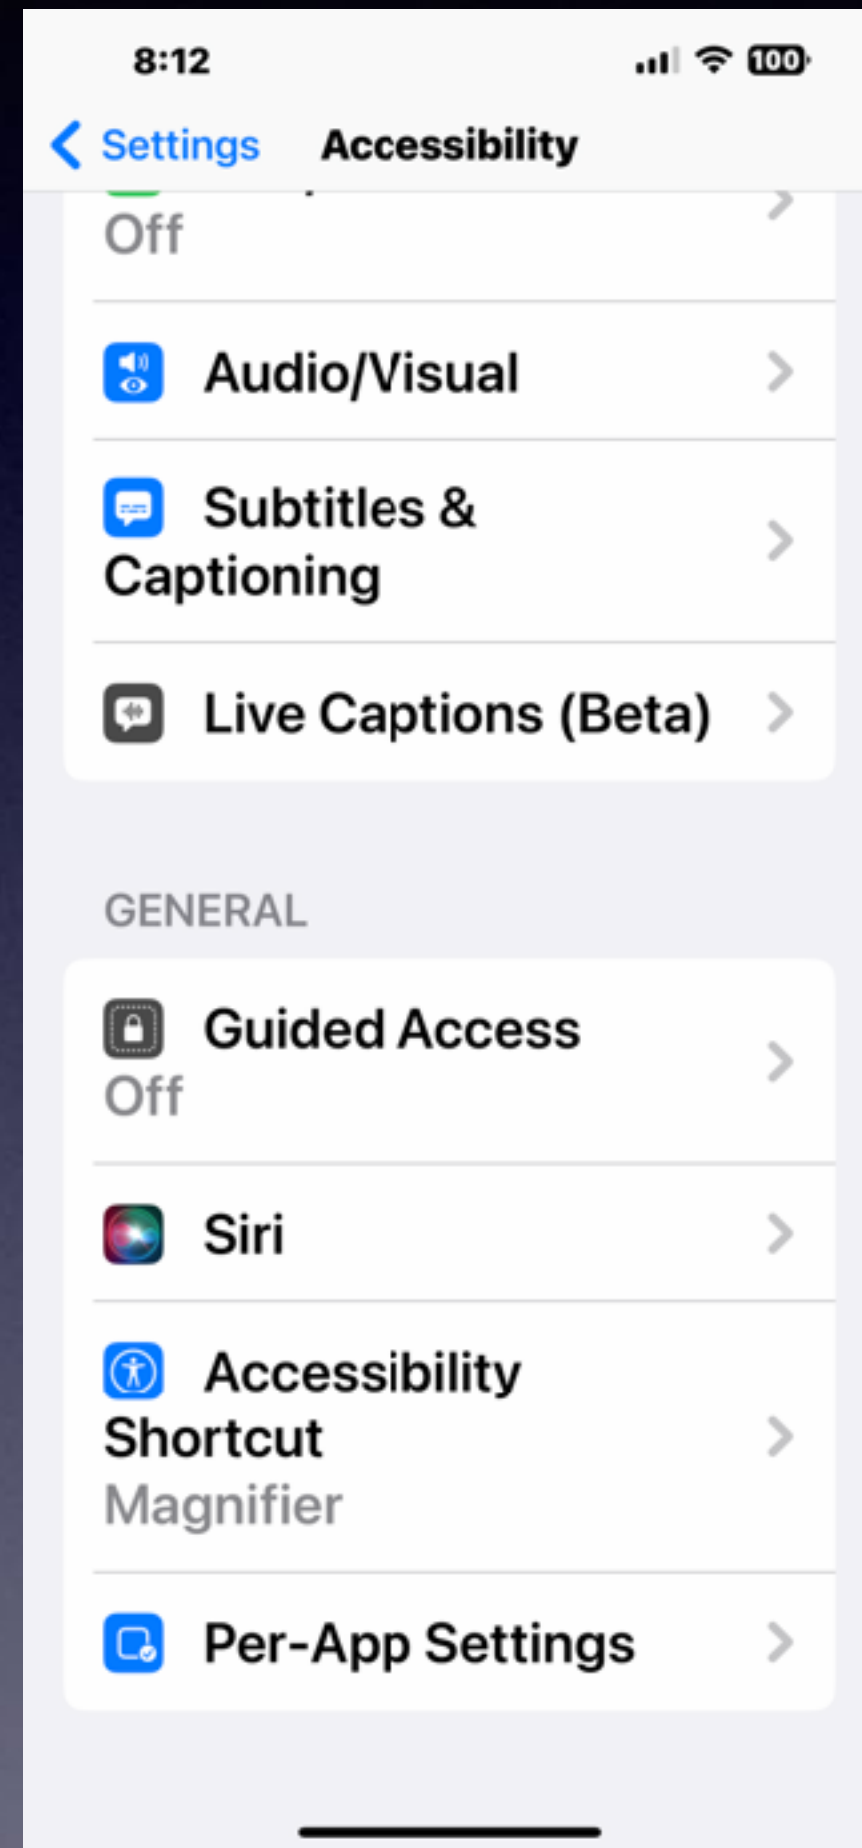 8:12
100
Settings Accessibility
Off
Audio/Visual
Subtitles &
Captioning
Live Captions (Beta)
GENERAL
Guided Access
Off
Siri
Accessibility
Shortcut
Magnifier
Per-App Settings